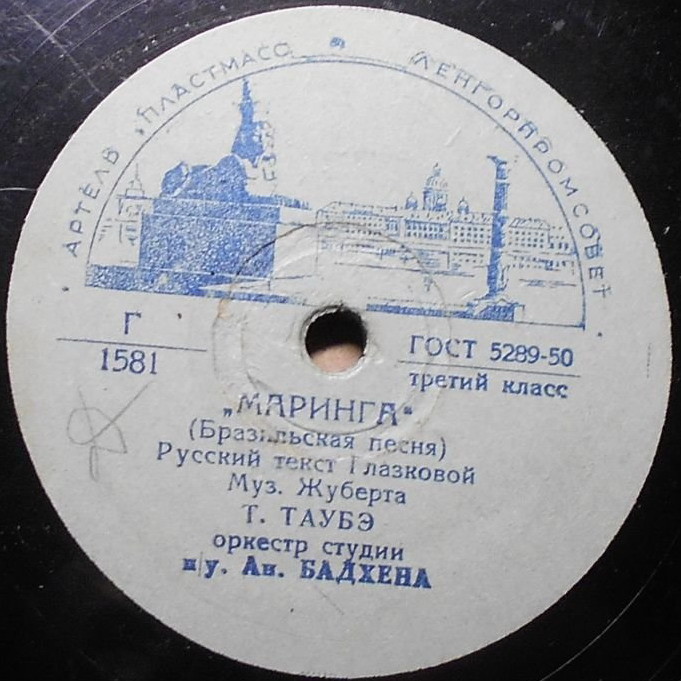 АРТЕЛЬ „ПЛАСТМАСС" • ЛЕНГОРПРОМСОВЕТ
Г
1581
ГОСТ 5289-50
третий класс
„МАРИНГА"
(Бразильская песня)
Русский текст Глазковой
Муз. Жуберта
Т. ТАУБЭ
оркестр студии
п/у. Ан. БАДХЕНА